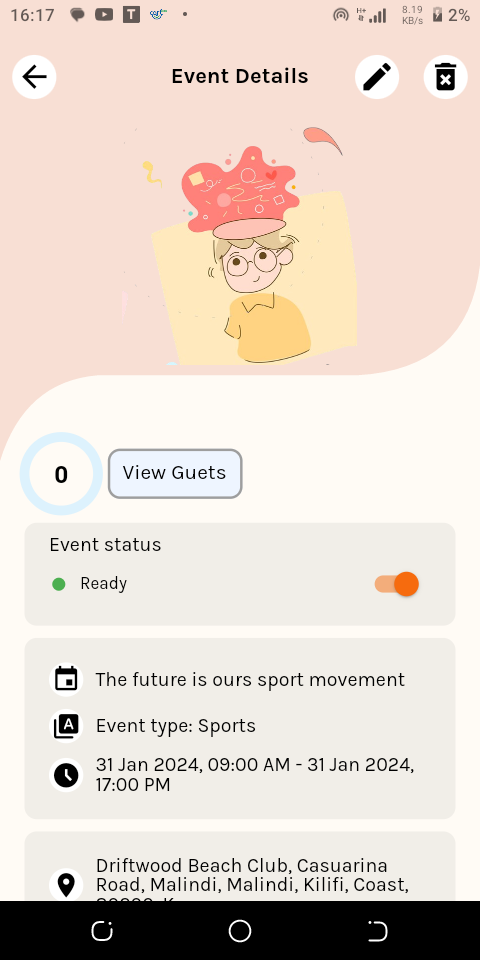 16:17
H+
8.19
KB/s
2%
Event Details
0
View Guets
Event status
Ready
The future is ours sport movement
Event type: Sports
31 Jan 2024, 09:00 AM - 31 Jan 2024,
17:00 PM
Driftwood Beach Club, Casuarina
Road, Malindi, Malindi, Kilifi, Coast,